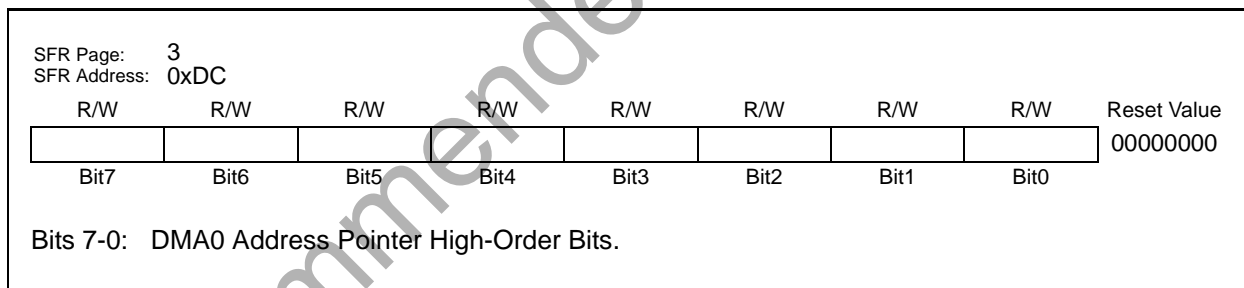 SFR Page: 3
SFR Address: 0xDC
R/W R/W R/W R/W R/W R/W R/W R/W Reset Value
00000000
Bit7 Bit6 Bit5 Bit4 Bit3 Bit2 Bit1 Bit0
Bits 7-0: DMA0 Address Pointer High-Order Bits.
mmende